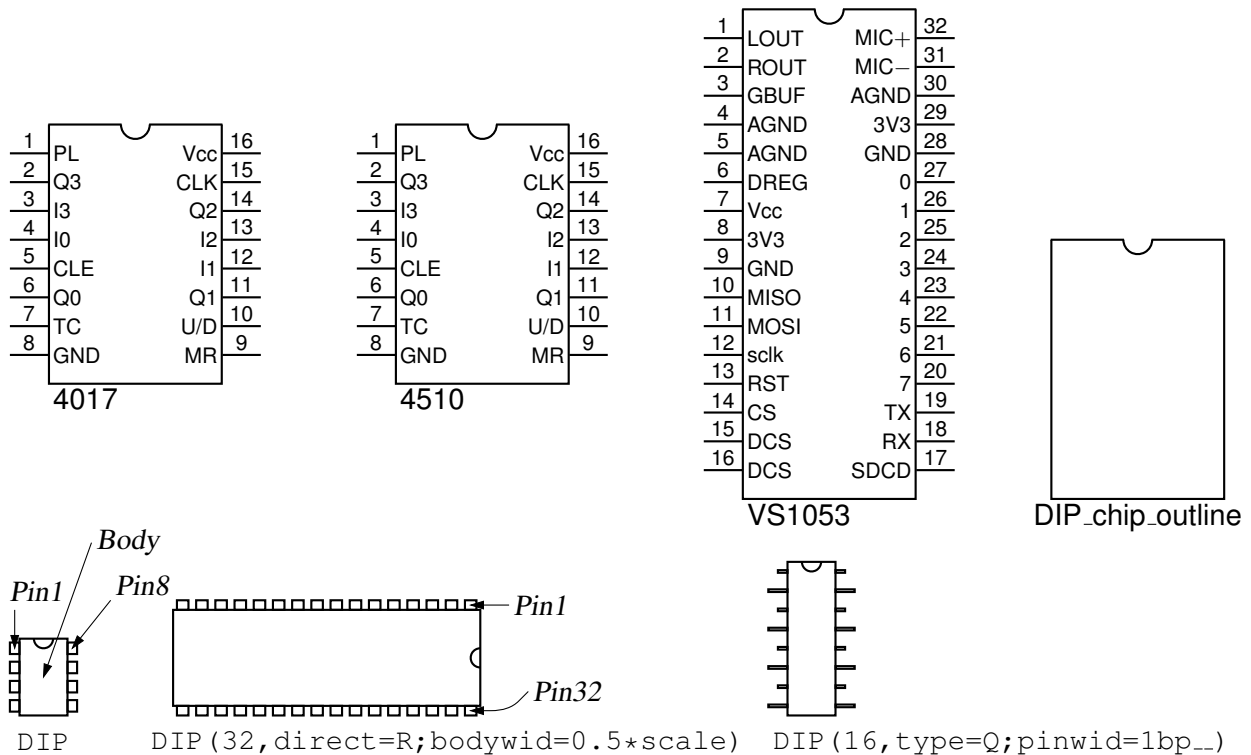 1 PL Vcc 16
2 Q3 CLK 15
3 I3 Q2 14
4 I0 I2 13
5 CLE I1 12
6 Q0 Q1 11
7 TC U/D 10
8 GND MR 9
4017
1 PL Vcc 16
2 Q3 CLK 15
3 I3 Q2 14
4 I0 I2 13
5 CLE I1 12
6 Q0 Q1 11
7 TC U/D 10
8 GND MR 9
4510
1 LOUT MIC+ 32
2 ROUT MIC− 31
3 GBUF AGND 30
4 AGND 3V3 29
5 AGND GND 28
6 DREG 0 27
7 Vcc 1 26
8 3V3 2 25
9 GND 3 24
10 MISO 4 23
11 MOSI 5 22
12 sclk 6 21
13 RST 7 20
14 CS TX 19
15 DCS RX 18
16 DCS SDCD 17
VS1053
DIP_chip_outline
Body
Pin1
Pin8
DIP
Pin1
Pin32
DIP(32,direct=R;bodywid=0.5*scale)
DIP(16,type=Q;pinwid=1bp__)